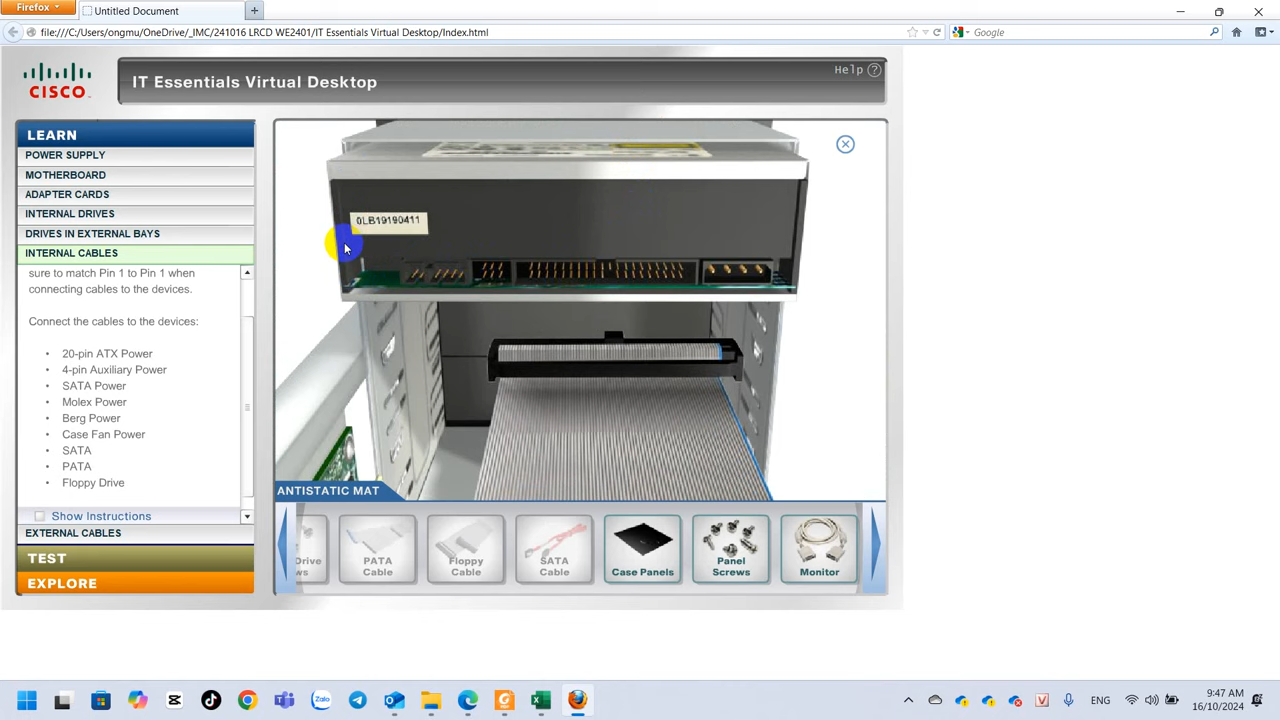 Firefox
Untitled Document
file:///C:/Users/ongmu/OneDrive/_IMC/241016 LRCD WE2401/IT Essentials Virtual Desktop/Index.html
Google
CISCO
IT Essentials Virtual Desktop
Help ?
LEARN
POWER SUPPLY
MOTHERBOARD
ADAPTER CARDS
INTERNAL DRIVES
DRIVES IN EXTERNAL BAYS
INTERNAL CABLES
sure to match Pin 1 to Pin 1 when
connecting cables to the devices.
Connect the cables to the devices:
• 20-pin ATX Power
• 4-pin Auxiliary Power
• SATA Power
• Molex Power
• Berg Power
• Case Fan Power
• SATA
• PATA
• Floppy Drive
Show Instructions
EXTERNAL CABLES
TEST
EXPLORE
0LB19190411
ANTISTATIC MAT
Drive
ws
PATA
Cable
Floppy
Cable
SATA
Cable
Case Panels
Panel
Screws
Monitor
Zalo
ENG
9:47 AM
16/10/2024